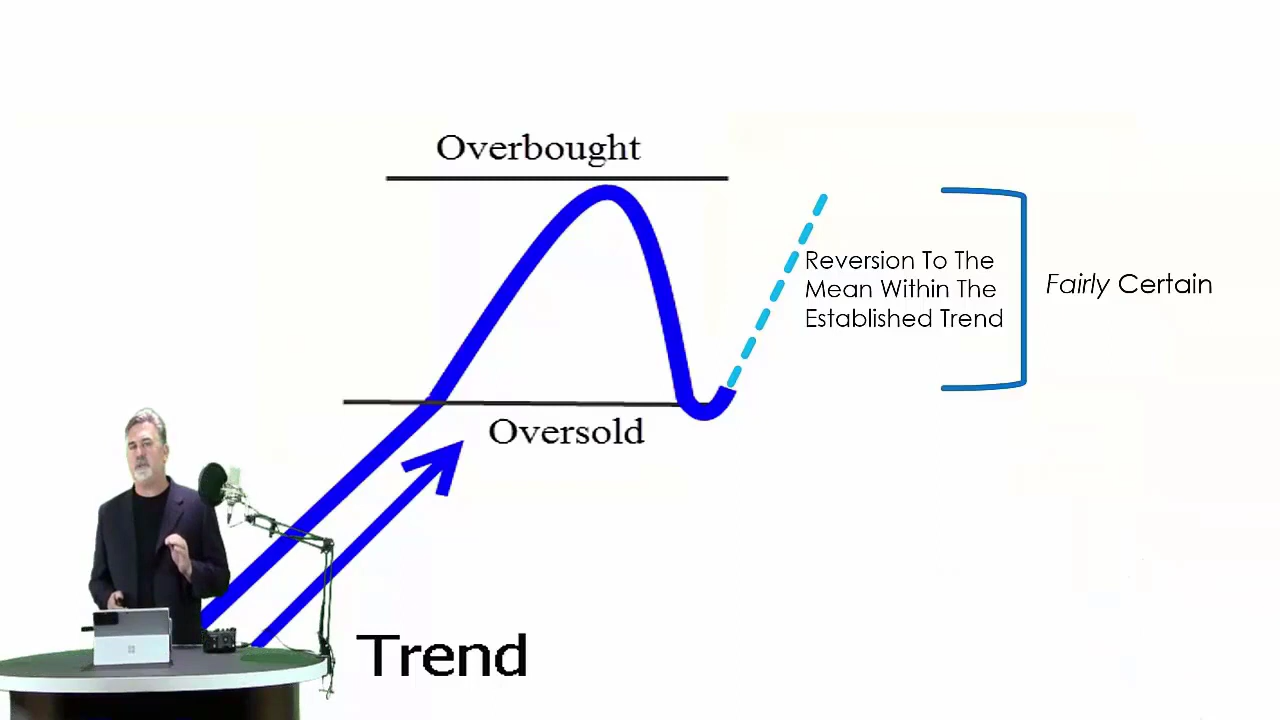 Overbought
Reversion To The
Mean Within The
Established Trend
Fairly Certain
Oversold
Trend